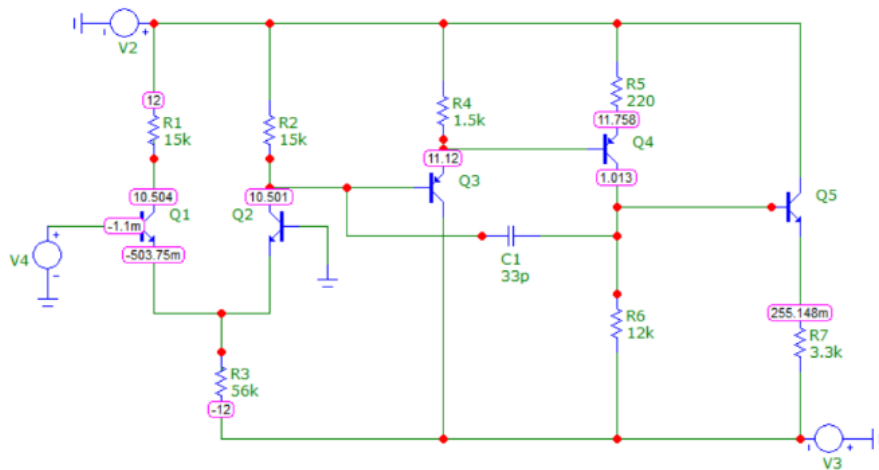 V2
12
R1
15k
R2
15k
R4
1.5k
R5
220
11.758
Q4
11.12
Q3
1.013
Q5
10.504
Q1
10.501
Q2
-1.1m
V4
-503.75m
C1
33p
R6
12k
255.148m
R7
3.3k
R3
56k
-12
V3